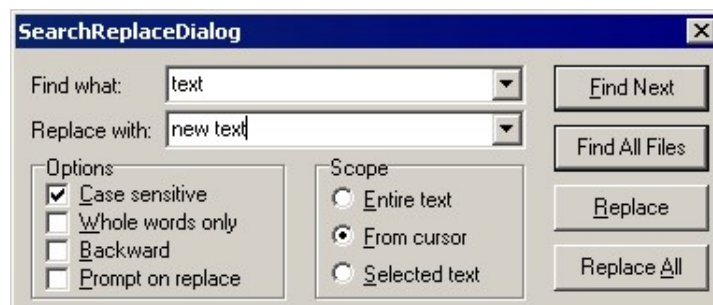 SearchReplaceDialog
Find what: text
Find Next
Replace with: new text
Find All Files
Options
Case sensitive
Whole words only
Backward
Prompt on replace
Scope
Entire text
From cursor
Selected text
Replace
Replace All